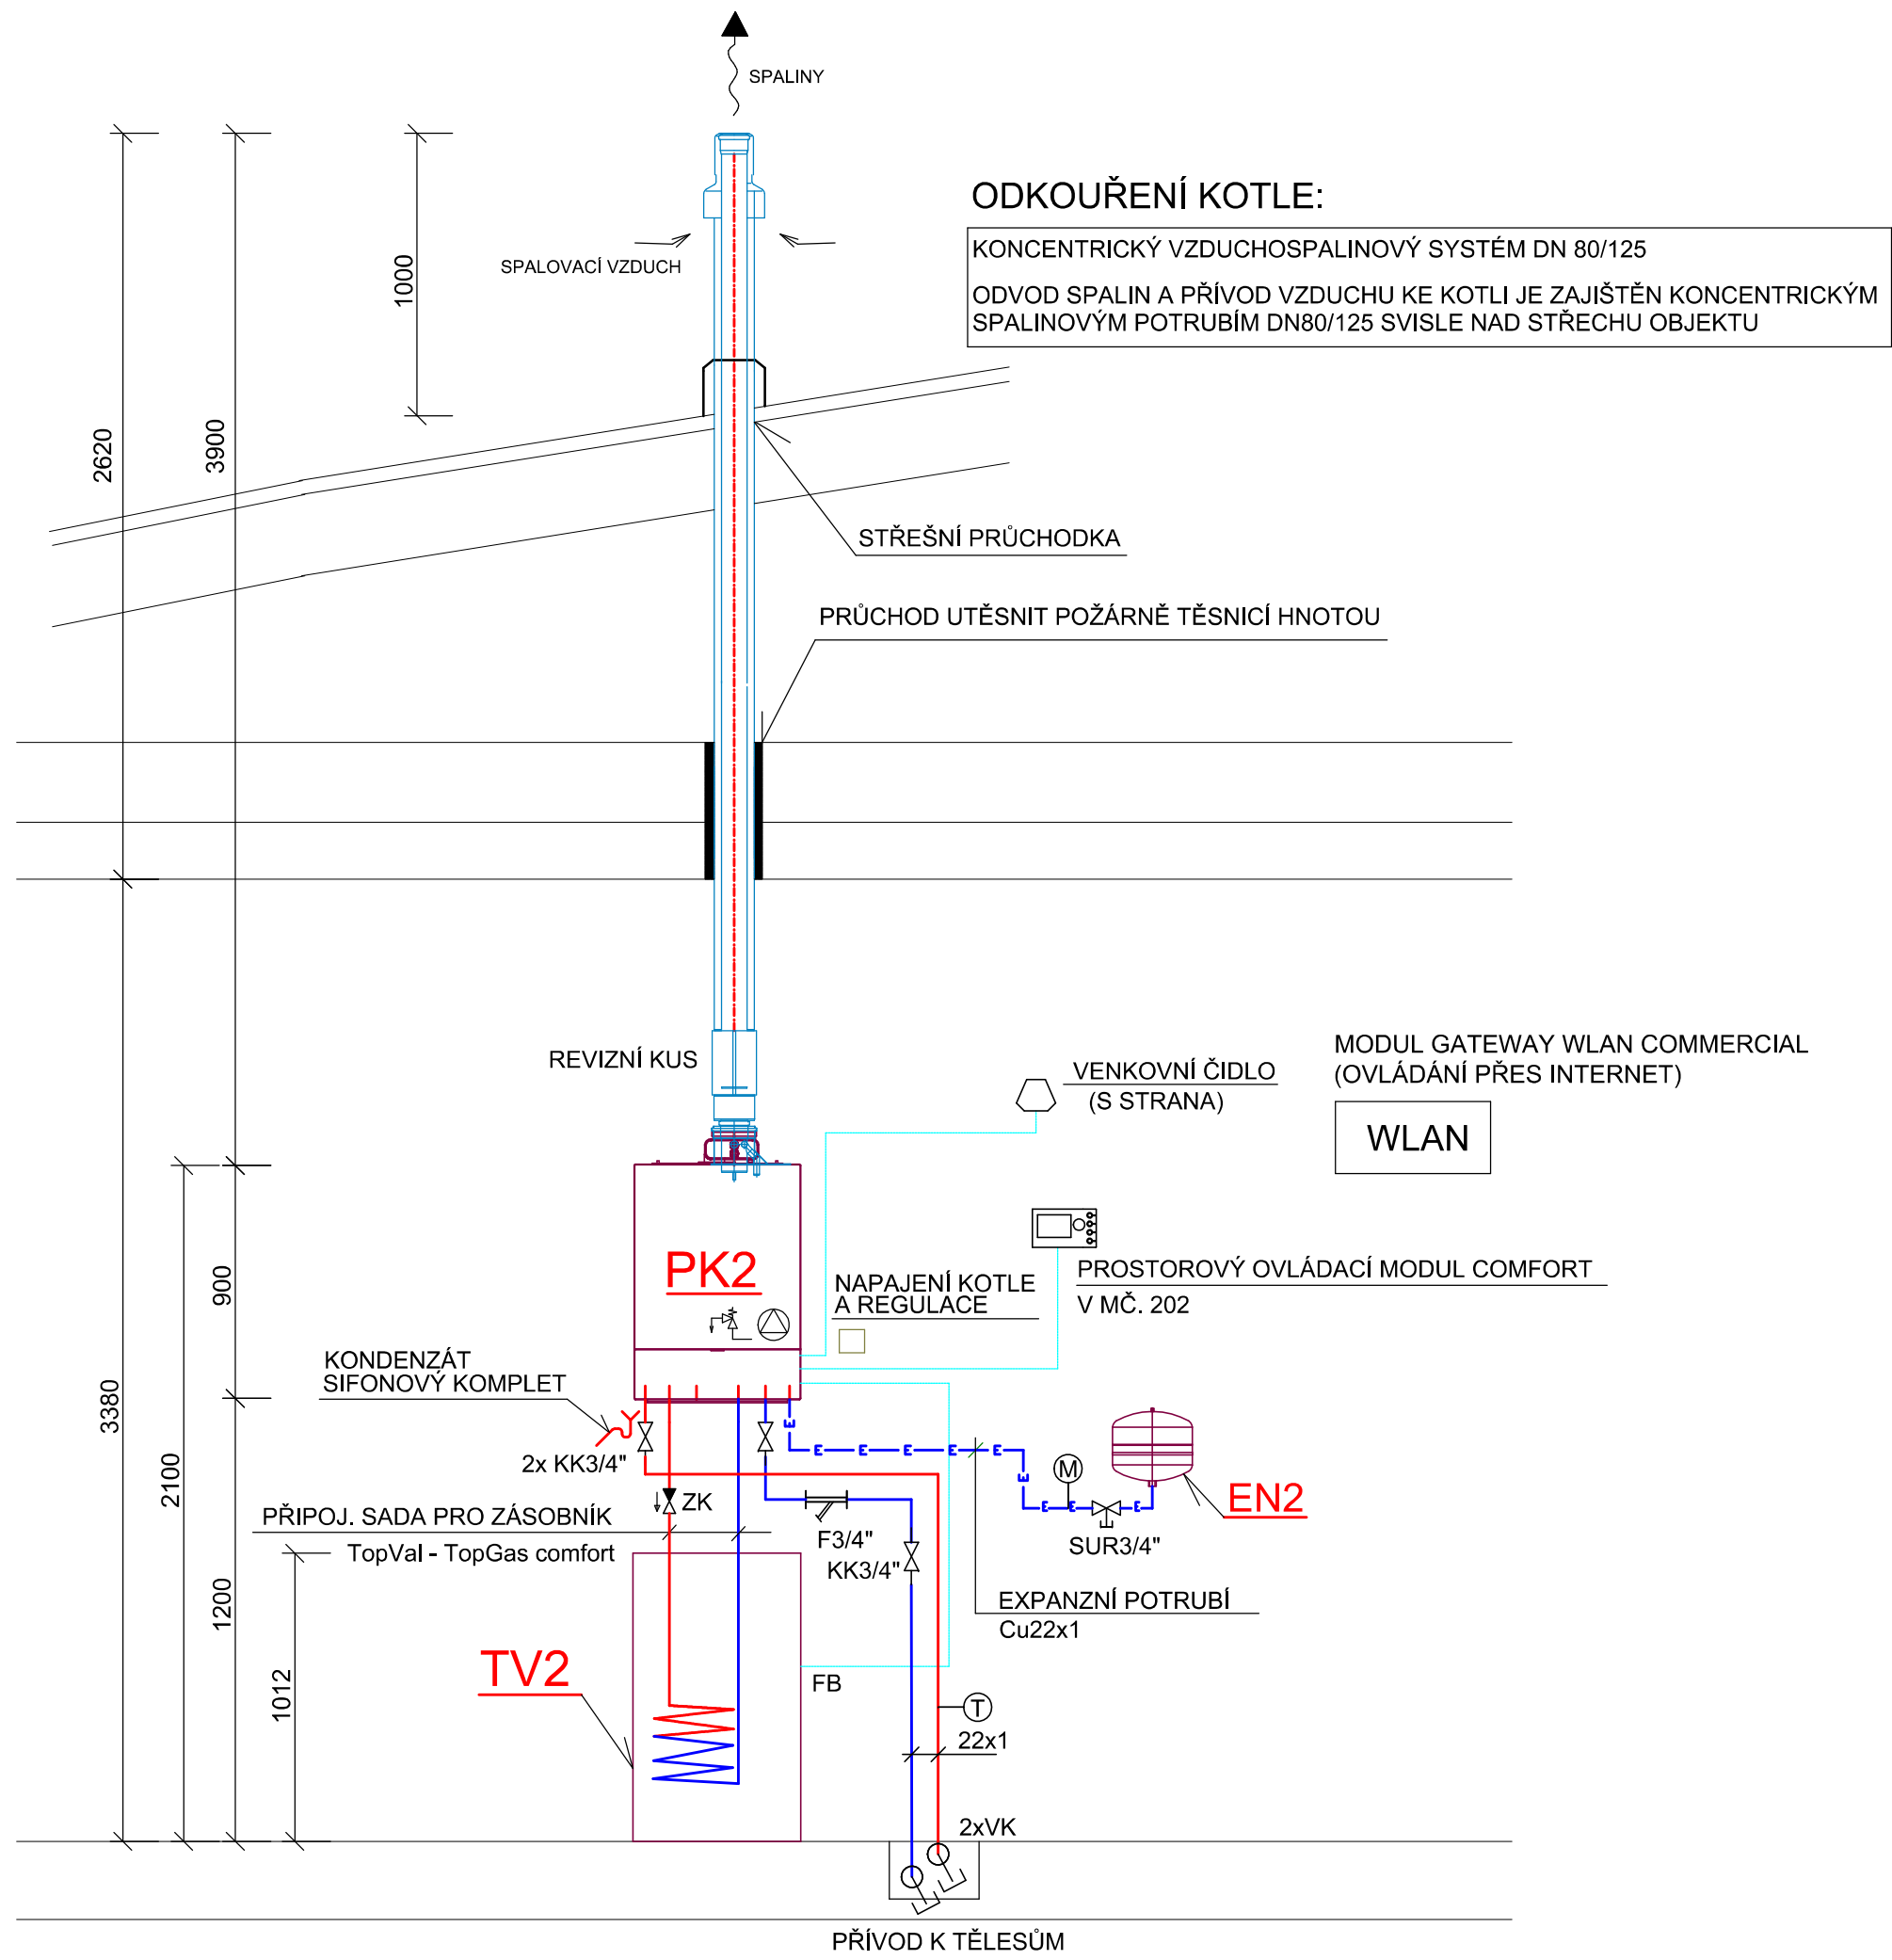 SPALINY
ODKOUŘENÍ KOTLE:
KONCENTRICKÝ VZDUCHOSPALINOVÝ SYSTÉM DN 80/125
ODVOD SPALIN A PŘÍVOD VZDUCHU KE KOTLI JE ZAJIŠTĚN KONCENTRICKÝM
SPALINOVÝM POTRUBÍM DN80/125 SVISLE NAD STŘECHU OBJEKTU
SPALOVACÍ VZDUCH
1000
2620
3900
STŘEŠNÍ PRŮCHODKA
PRŮCHOD UTĚSNIT POŽÁRNĚ TĚSNICÍ HNOTOU
REVIZNÍ KUS
VENKOVNÍ ČIDLO
(S STRANA)
MODUL GATEWAY WLAN COMMERCIAL
(OVLÁDÁNÍ PŘES INTERNET)
WLAN
PK2
NAPAJENÍ KOTLE
A REGULACE
PROSTOROVÝ OVLÁDACÍ MODUL COMFORT
V MČ. 202
900
3380
2100
KONDENZÁT
SIFONOVÝ KOMPLET
2x KK3/4"
E E E E E
E
E
E E E
M
EN2
SUR3/4"
ZK
PŘIPOJ. SADA PRO ZÁSOBNÍK
TopVal - TopGas comfort
F3/4"
KK3/4"
EXPANZNÍ POTRUBÍ
Cu22x1
1200
1012
TV2
FB
T
22x1
2xVK
PŘÍVOD K TĚLESŮM